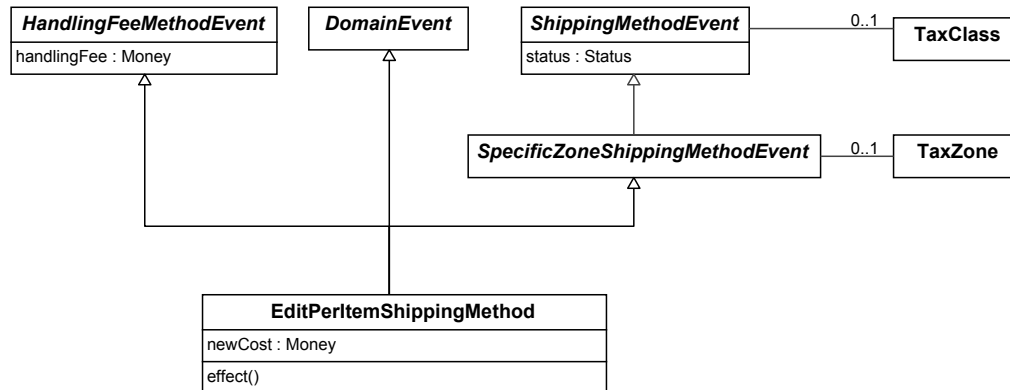 HandlingFeeMethodEvent
handlingFee : Money
DomainEvent
ShippingMethodEvent
status : Status
0..1
TaxClass
SpecificZoneShippingMethodEvent
0..1
TaxZone
EditPerItemShippingMethod
newCost : Money
effect()